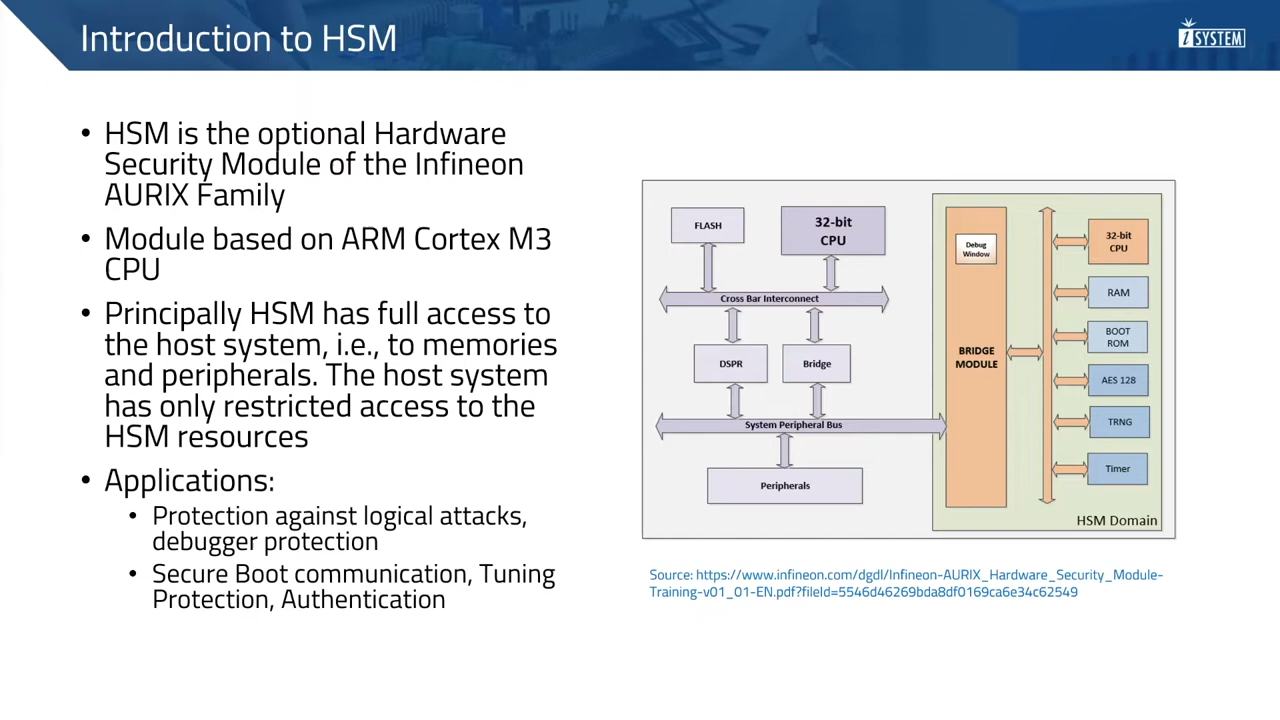 Introduction to HSM
i SYSTEM
• HSM is the optional Hardware
Security Module of the Infineon
AURIX Family
• Module based on ARM Cortex M3
CPU
• Principally HSM has full access to
the host system, i.e., to memories
and peripherals. The host system
has only restricted access to the
HSM resources
• Applications:
• Protection against logical attacks,
debugger protection
• Secure Boot communication, Tuning
Protection, Authentication
FLASH
32-bit
CPU
Cross Bar Interconnect
DSPR
Bridge
System Peripheral Bus
Peripherals
Debug
Window
BRIDGE
MODULE
32-bit
CPU
RAM
BOOT
ROM
AES 128
TRNG
Timer
HSM Domain
Source: https://www.infineon.com/dgdl/Infineon-AURIX_Hardware_Security_Module-
Training-v01_01-EN.pdf?fileId=5546d46269bda8df0169ca6e34c62549